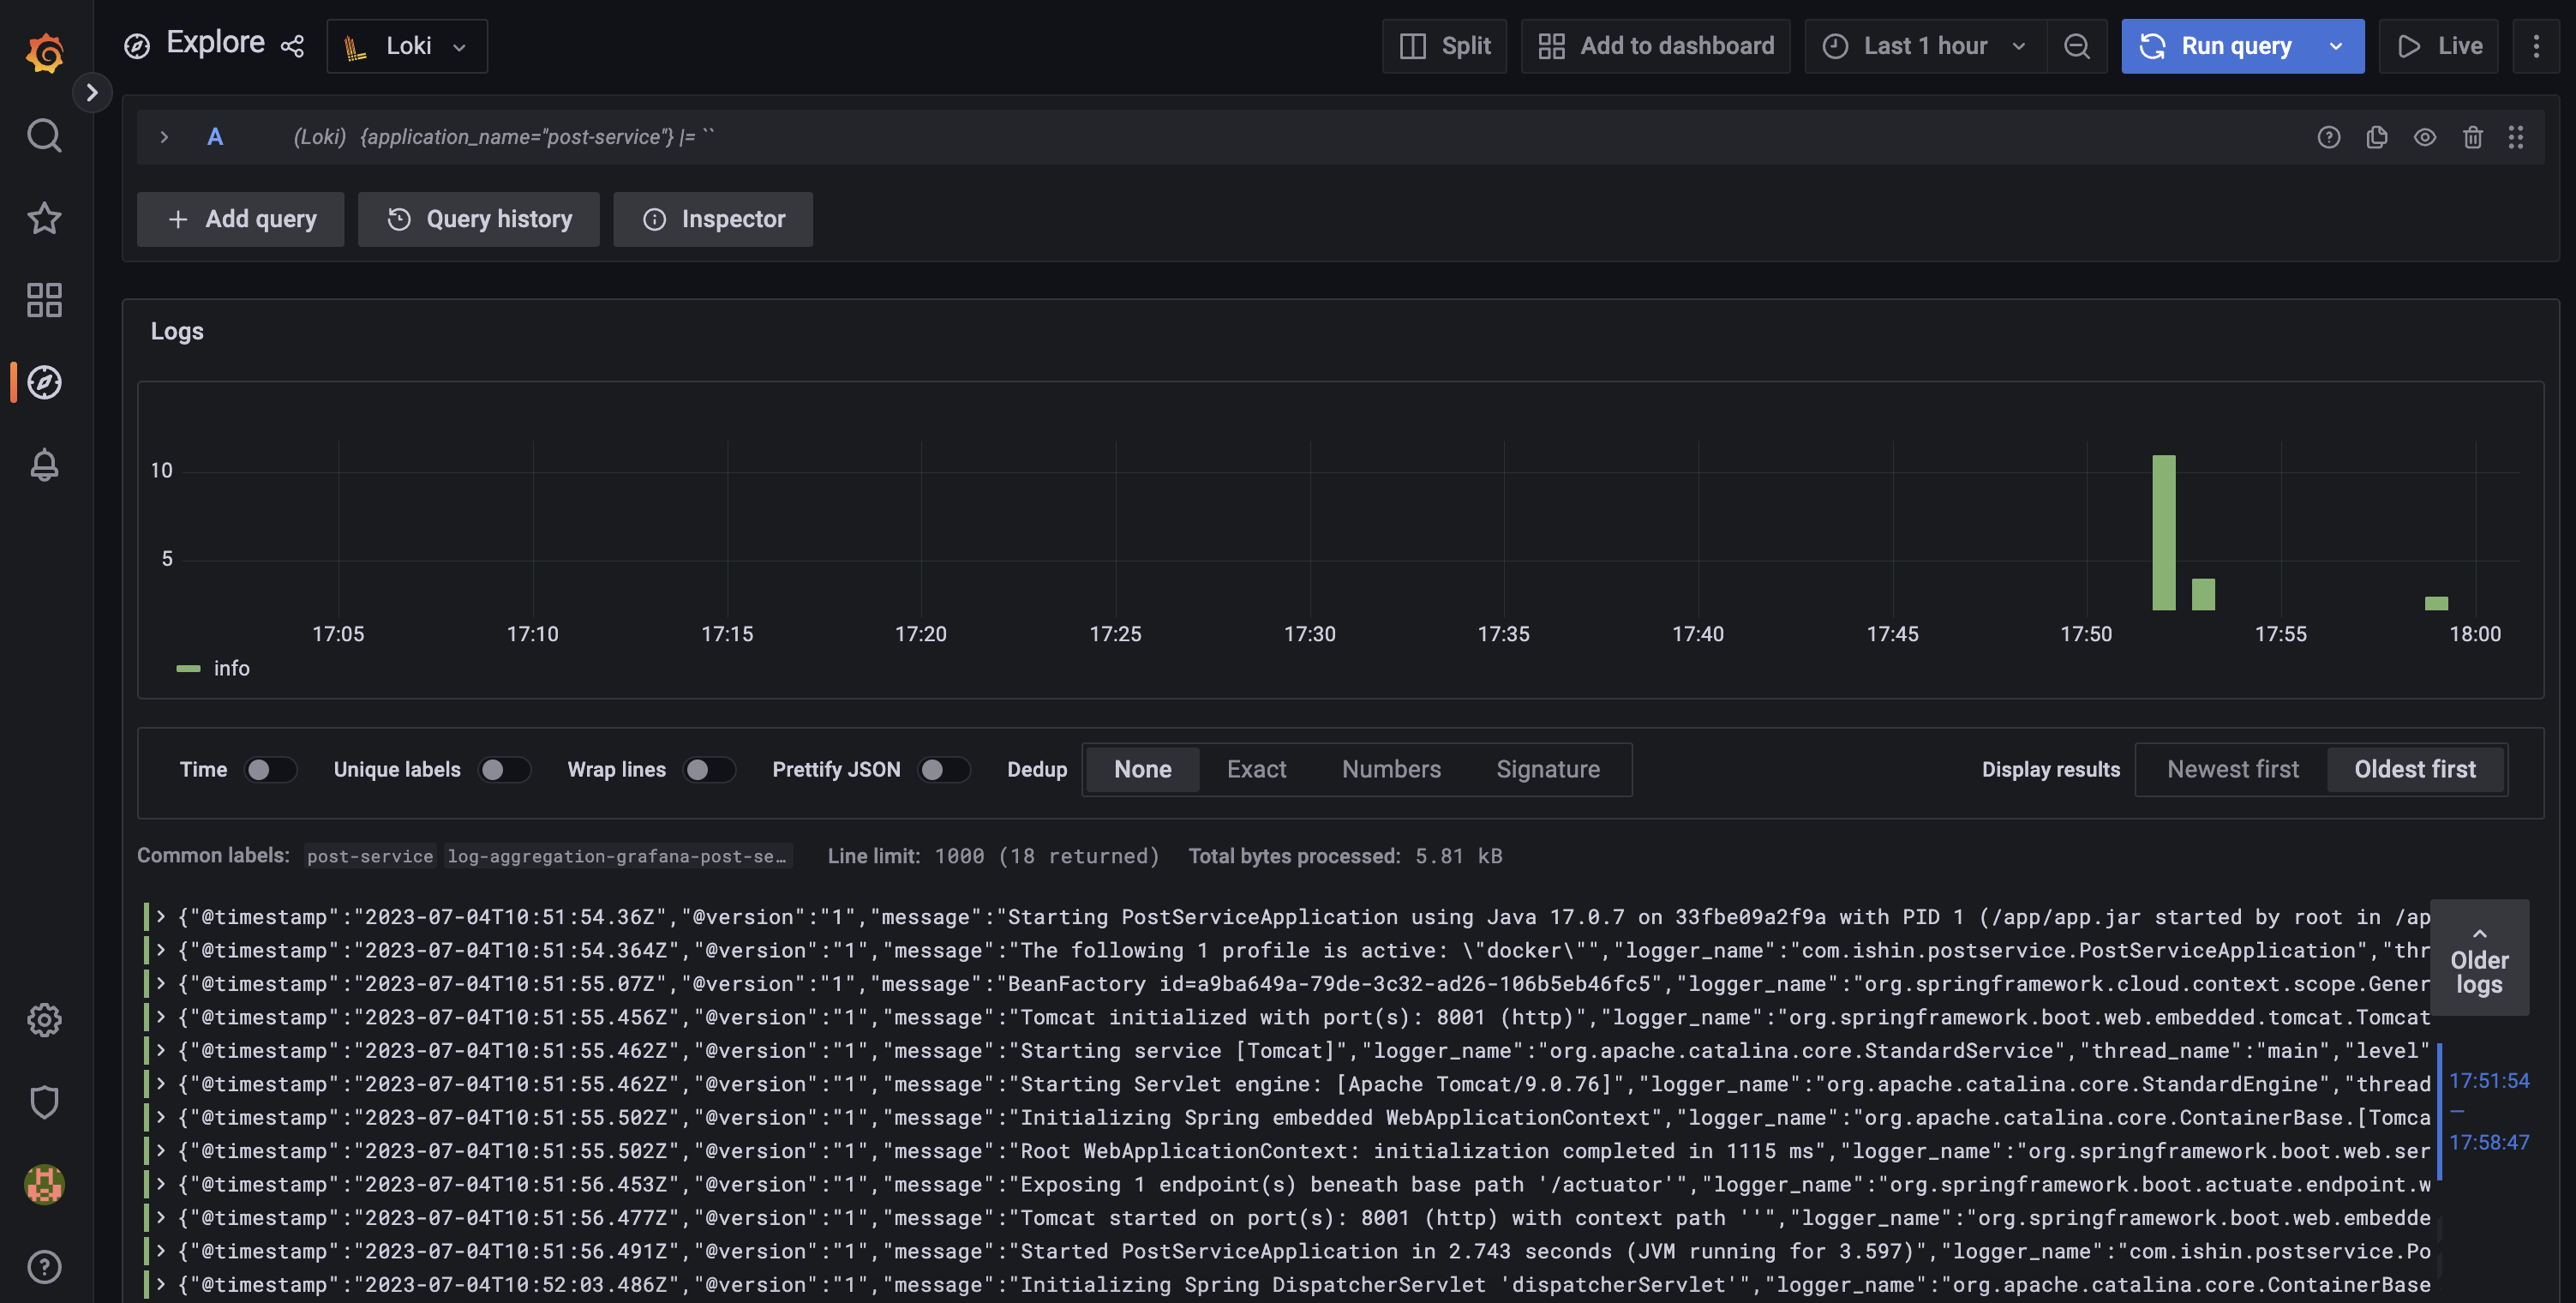 Explore
Loki
Split
Add to dashboard
Last 1 hour
Run query
Live
A (Loki) {application_name="post-service"} |= ``
+ Add query
Query history
Inspector
Logs
10
5
17:05 17:10 17:15 17:20 17:25 17:30 17:35 17:40 17:45 17:50 17:55 18:00
info
Time Unique labels Wrap lines Prettify JSON Dedup None Exact Numbers Signature Display results Newest first Oldest first
Common labels: post-service log-aggregation-grafana-post-se… Line limit: 1000 (18 returned) Total bytes processed: 5.81 kB
{"@timestamp":"2023-07-04T10:51:54.36Z","@version":"1","message":"Starting PostServiceApplication using Java 17.0.7 on 33fbe09a2f9a with PID 1 (/app/app.jar started by root in /ap
{"@timestamp":"2023-07-04T10:51:54.364Z","@version":"1","message":"The following 1 profile is active: \"docker\"","logger_name":"com.ishin.postservice.PostServiceApplication","thr
{"@timestamp":"2023-07-04T10:51:55.07Z","@version":"1","message":"BeanFactory id=a9ba649a-79de-3c32-ad26-106b5eb46fc5","logger_name":"org.springframework.cloud.context.scope.Gener
{"@timestamp":"2023-07-04T10:51:55.456Z","@version":"1","message":"Tomcat initialized with port(s): 8001 (http)","logger_name":"org.springframework.boot.web.embedded.tomcat.Tomcat
{"@timestamp":"2023-07-04T10:51:55.462Z","@version":"1","message":"Starting service [Tomcat]","logger_name":"org.apache.catalina.core.StandardService","thread_name":"main","level"
{"@timestamp":"2023-07-04T10:51:55.462Z","@version":"1","message":"Starting Servlet engine: [Apache Tomcat/9.0.76]","logger_name":"org.apache.catalina.core.StandardEngine","thread
{"@timestamp":"2023-07-04T10:51:55.502Z","@version":"1","message":"Initializing Spring embedded WebApplicationContext","logger_name":"org.apache.catalina.core.ContainerBase.[Tomca
{"@timestamp":"2023-07-04T10:51:55.502Z","@version":"1","message":"Root WebApplicationContext: initialization completed in 1115 ms","logger_name":"org.springframework.boot.web.ser
{"@timestamp":"2023-07-04T10:51:56.453Z","@version":"1","message":"Exposing 1 endpoint(s) beneath base path '/actuator'","logger_name":"org.springframework.boot.actuate.endpoint.w
{"@timestamp":"2023-07-04T10:51:56.477Z","@version":"1","message":"Tomcat started on port(s): 8001 (http) with context path ''","logger_name":"org.springframework.boot.web.embedde
{"@timestamp":"2023-07-04T10:51:56.491Z","@version":"1","message":"Started PostServiceApplication in 2.743 seconds (JVM running for 3.597)","logger_name":"com.ishin.postservice.Po
{"@timestamp":"2023-07-04T10:52:03.486Z","@version":"1","message":"Initializing Spring DispatcherServlet 'dispatcherServlet'","logger_name":"org.apache.catalina.core.ContainerBase
Older
logs
17:51:54
—
17:58:47